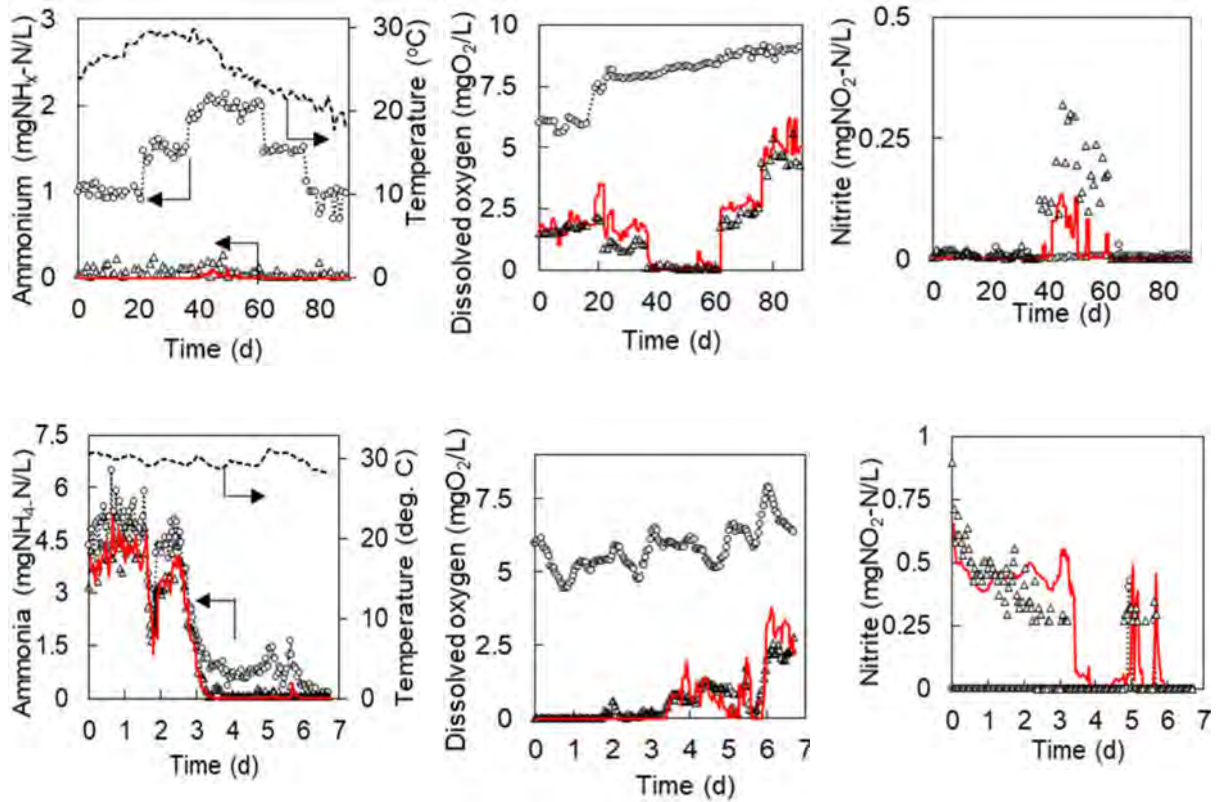 Ammonium (mgNHₓ-N/L)
3
2
1
0
0 20 40 60 80
Time (d)
30
20
10
0
Temperature (°C)
Dissolved oxygen (mgO₂/L)
10
7.5
5
2.5
0
0 20 40 60 80
Time (d)
Nitrite (mgNO₂-N/L)
0.5
0.25
0
0 20 40 60 80
Time (d)
Ammonia (mgNH₄.N/L)
7.5
6
4.5
3
1.5
0
0 1 2 3 4 5 6 7
Time (d)
30
20
10
0
Temperature (deg. C)
Dissolved oxygen (mgO₂/L)
7.5
5
2.5
0
0 1 2 3 4 5 6 7
Time (d)
Nitrite (mgNO₂-N/L)
1
0.75
0.5
0.25
0
0 1 2 3 4 5 6 7
Time (d)